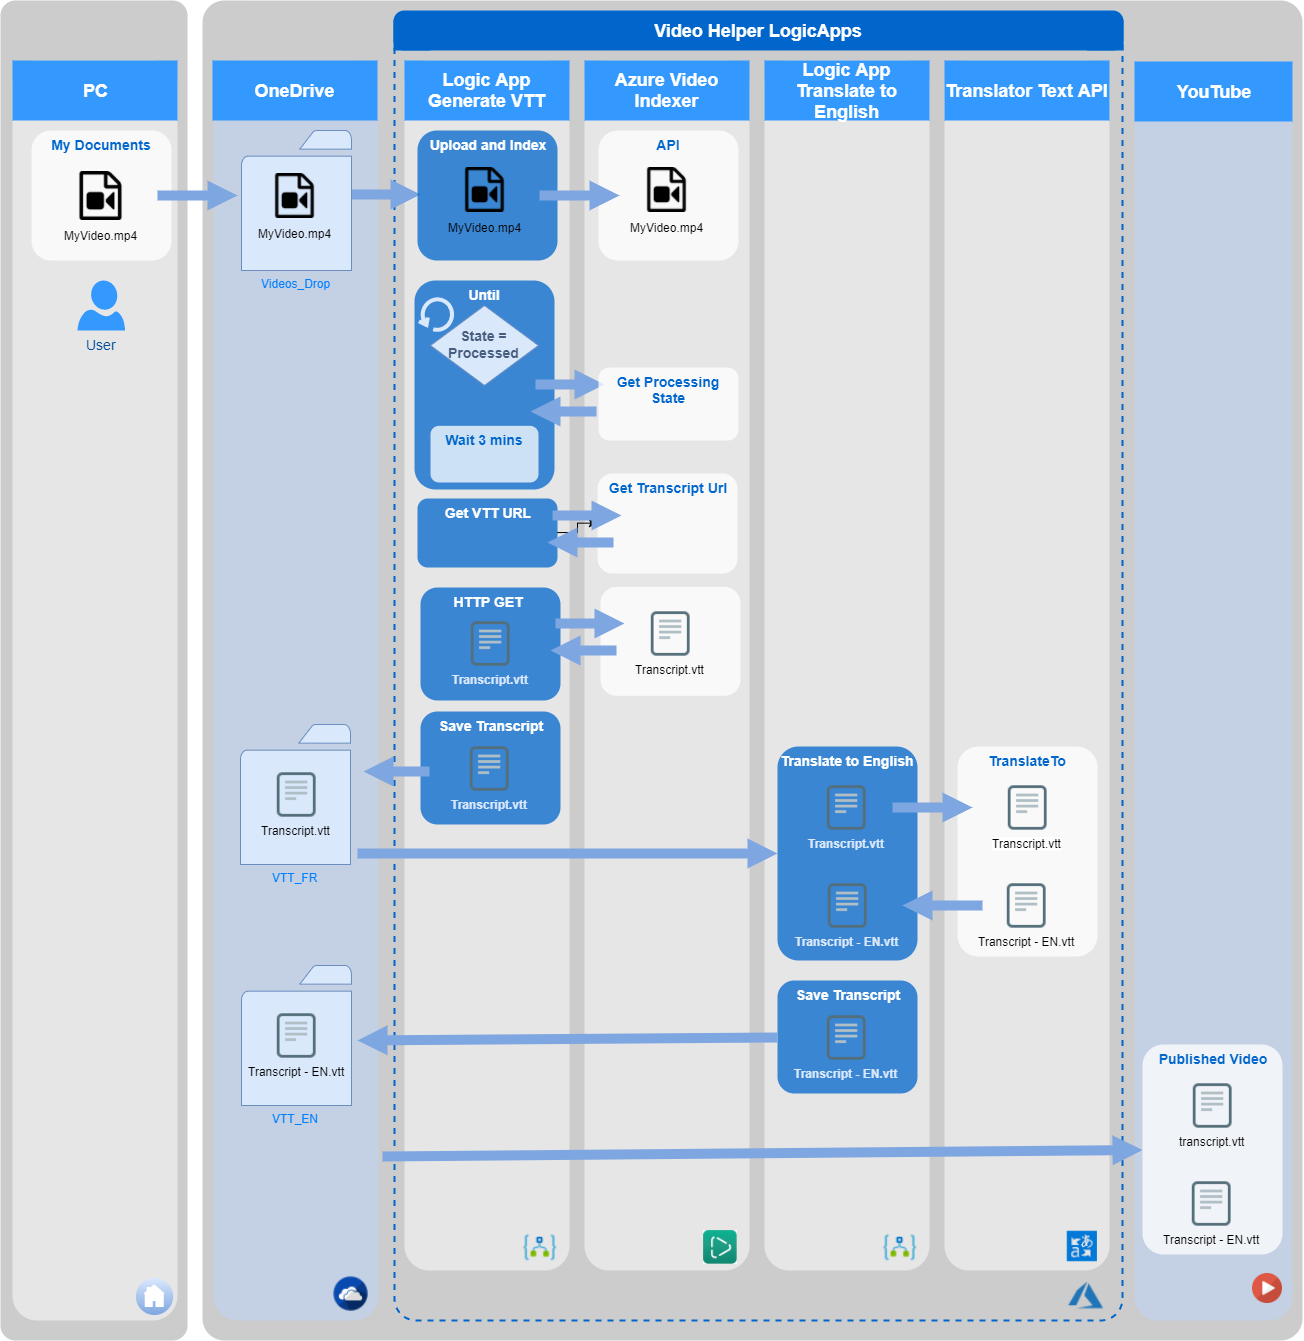 Video Helper LogicApps
PC
OneDrive
Logic App
Generate VTT
Azure Video
Indexer
Logic App
Translate to
English
Translator Text API
YouTube
My Documents
MyVideo.mp4
User
MyVideo.mp4
Videos_Drop
Upload and Index
MyVideo.mp4
API
MyVideo.mp4
Until
State =
Processed
Wait 3 mins
Get Processing
State
Get VTT URL
Get Transcript Url
HTTP GET
Transcript.vtt
Transcript.vtt
Save Transcript
Transcript.vtt
Transcript.vtt
VTT_FR
Translate to English
Transcript.vtt
Transcript - EN.vtt
TranslateTo
Transcript.vtt
Transcript - EN.vtt
Save Transcript
Transcript - EN.vtt
Transcript - EN.vtt
VTT_EN
Published Video
transcript.vtt
Transcript - EN.vtt
a
あ